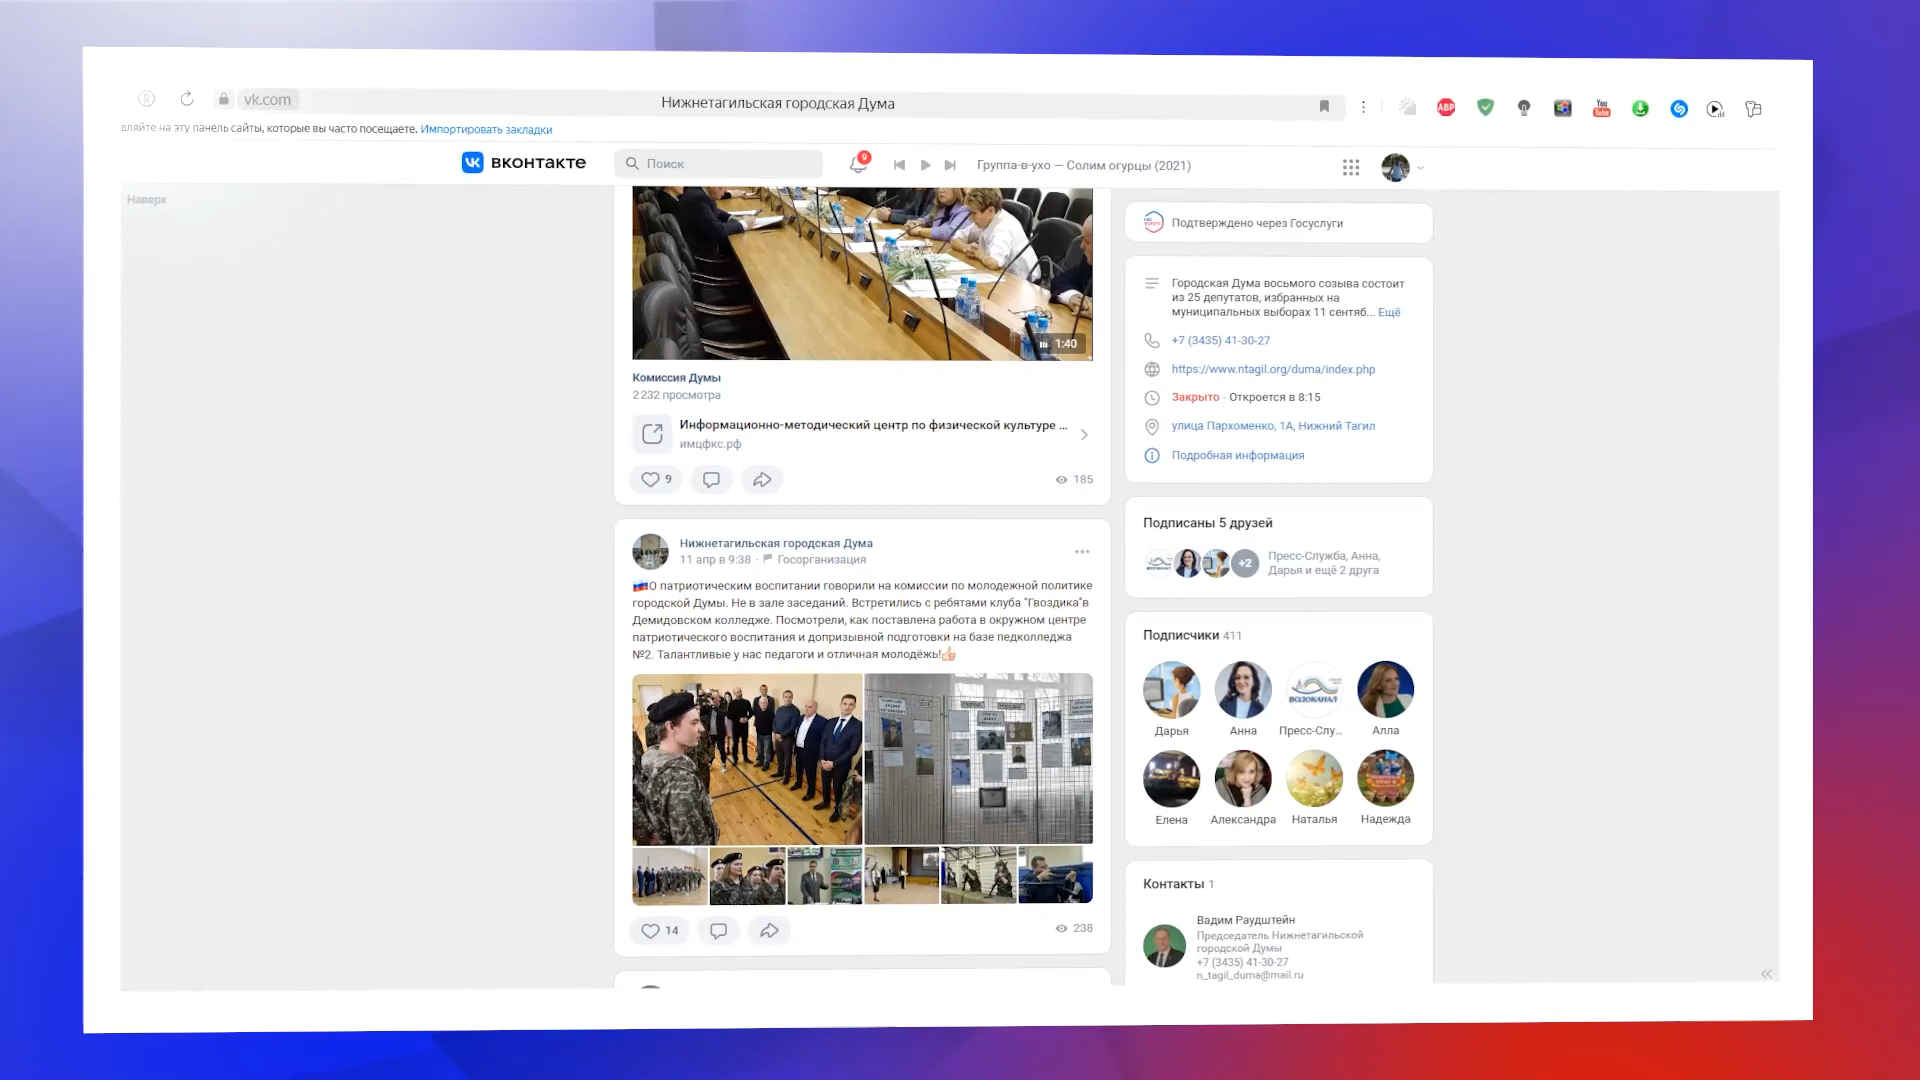 vk.com
Нижнетагильская городская Дума
вляйте на эту панель сайты, которые вы часто посещаете. Импортировать закладки
ABP
You
Tube
вконтакте
Поиск
9
Группа-в-ухо — Солим огурцы (2021)
Наверх
1:40
Комиссия Думы
2 232 просмотра
Информационно-методический центр по физической культуре ...
имцфкс.рф
9
185
Нижнетагильская городская Дума
11 апр в 9:38 · Госорганизация
О патриотическим воспитании говорили на комиссии по молодежной политике
городской Думы. Не в зале заседаний. Встретились с ребятами клуба "Гвоздика"в
Демидовском колледже. Посмотрели, как поставлена работа в окружном центре
патриотического воспитания и допризывной подготовки на базе педколледжа
№2. Талантливые у нас педагоги и отличная молодёжь!
14
238
Подтверждено через Госуслуги
Городская Дума восьмого созыва состоит
из 25 депутатов, избранных на
муниципальных выборах 11 сентяб... Ещё
+7 (3435) 41-30-27
https://www.ntagil.org/duma/index.php
Закрыто · Откроется в 8:15
улица Пархоменко, 1А, Нижний Тагил
Подробная информация
Подписаны 5 друзей
+2
Пресс-Служба, Анна,
Дарья и ещё 2 друга
Подписчики 411
ВОДОКАНАЛ
Дарья
Анна
Пресс-Слу...
Алла
Елена
Александра
Наталья
Надежда
Контакты 1
Вадим Раудштейн
Председатель Нижнетагильской
городской Думы
+7 (3435) 41-30-27
n_tagil_duma@mail.ru